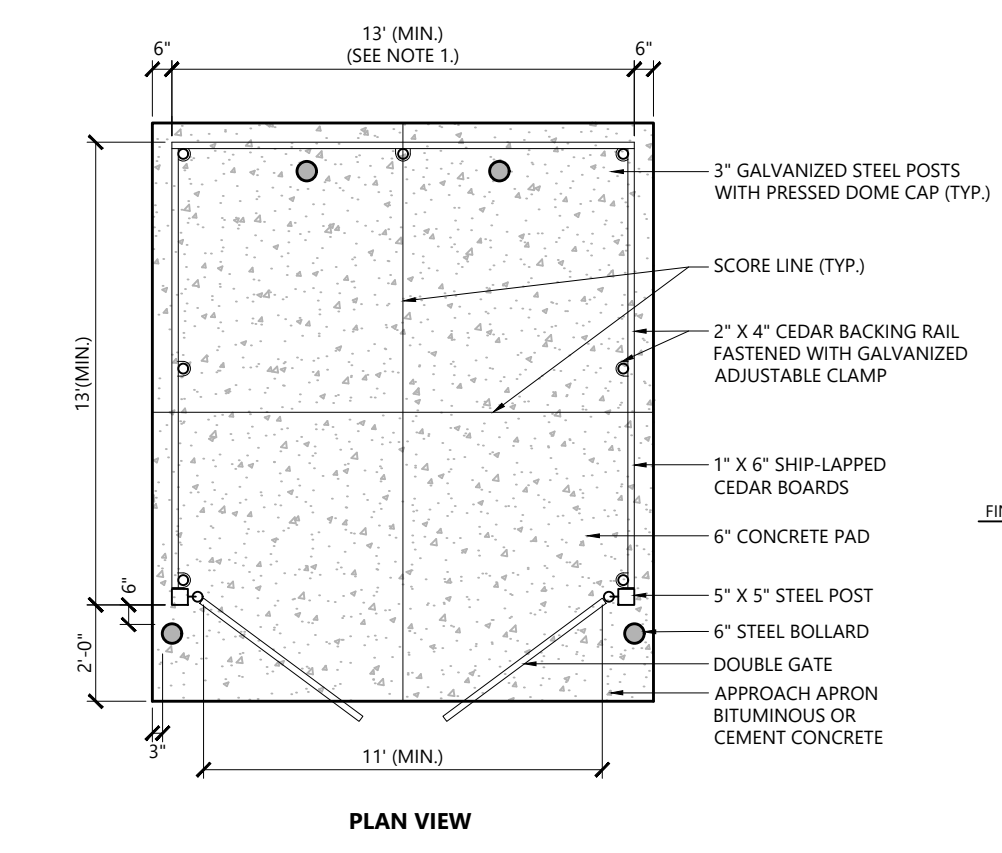 6"
13' (MIN.)
(SEE NOTE 1.)
6"
3" GALVANIZED STEEL POSTS
WITH PRESSED DOME CAP (TYP.)
SCORE LINE (TYP.)
2" X 4" CEDAR BACKING RAIL
FASTENED WITH GALVANIZED
ADJUSTABLE CLAMP
13'(MIN.)
1" X 6" SHIP-LAPPED
CEDAR BOARDS
6" CONCRETE PAD
6"
5" X 5" STEEL POST
6" STEEL BOLLARD
2'-0"
DOUBLE GATE
APPROACH APRON
BITUMINOUS OR
CEMENT CONCRETE
3"
11' (MIN.)
PLAN VIEW